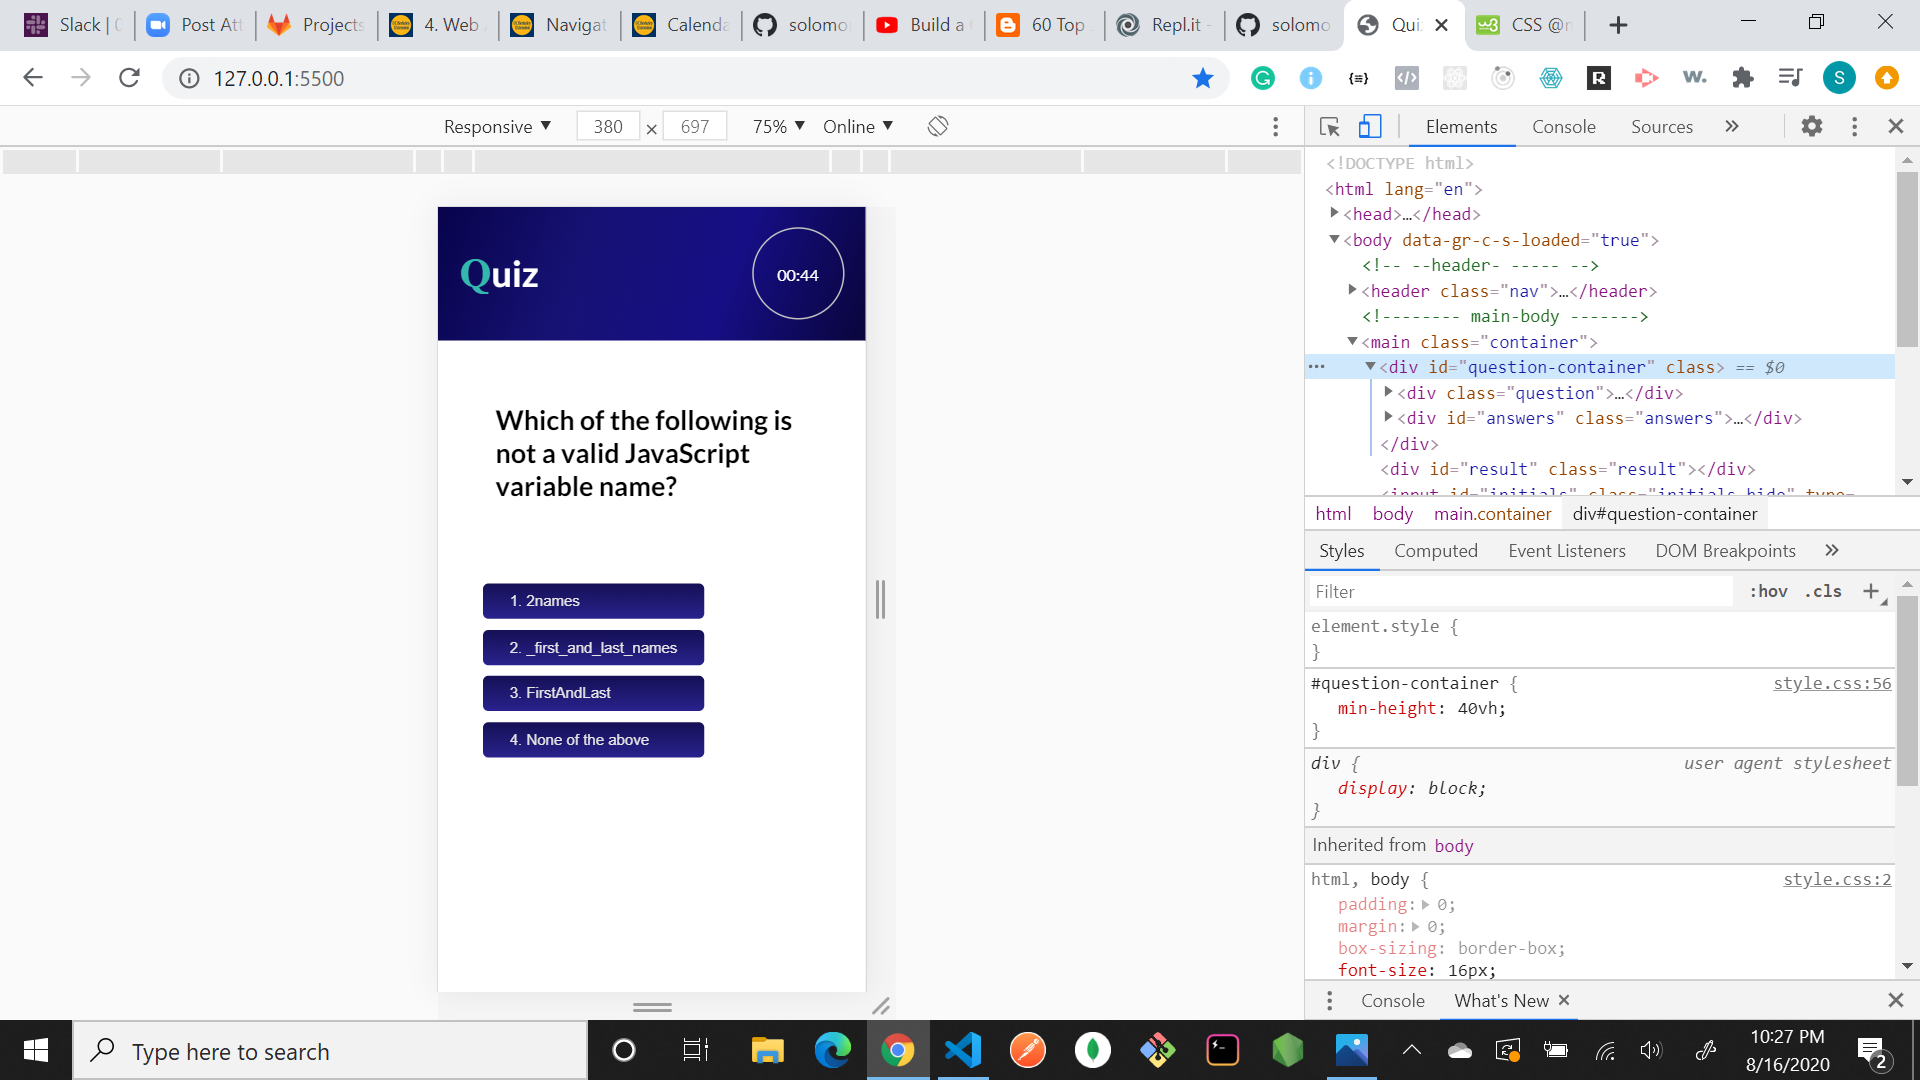 Slack | C
Post Att
Projects
4. Web A
Navigat
Calenda
solomo
Build a
60 Top
Repl.it -
solomo
Qui
CSS @m
127.0.0.1:5500
Responsive
380 × 697
75%
Online
Elements
Console
Sources
<!DOCTYPE html>
<html lang="en">
<head>…</head>
<body data-gr-c-s-loaded="true">
<!-- --header- ----- -->
<header class="nav">…</header>
<!-------- main-body ------->
<main class="container">
<div id="question-container" class> == $0
<div class="question">…</div>
<div id="answers" class="answers">…</div>
</div>
<div id="result" class="result"></div>
<input id="initials" class="initials hide" type=
html body main.container div#question-container
Styles Computed Event Listeners DOM Breakpoints
Filter
:hov .cls
element.style {
}
#question-container {
style.css:56
min-height: 40vh;
}
div {
user agent stylesheet
display: block;
}
Inherited from body
html, body {
style.css:2
padding: 0;
margin: 0;
box-sizing: border-box;
font-size: 16px;
Console
What's New
Quiz
00:44
Which of the following is
not a valid JavaScript
variable name?
1. 2names
2. _first_and_last_names
3. FirstAndLast
4. None of the above
Type here to search
10:27 PM
8/16/2020
2